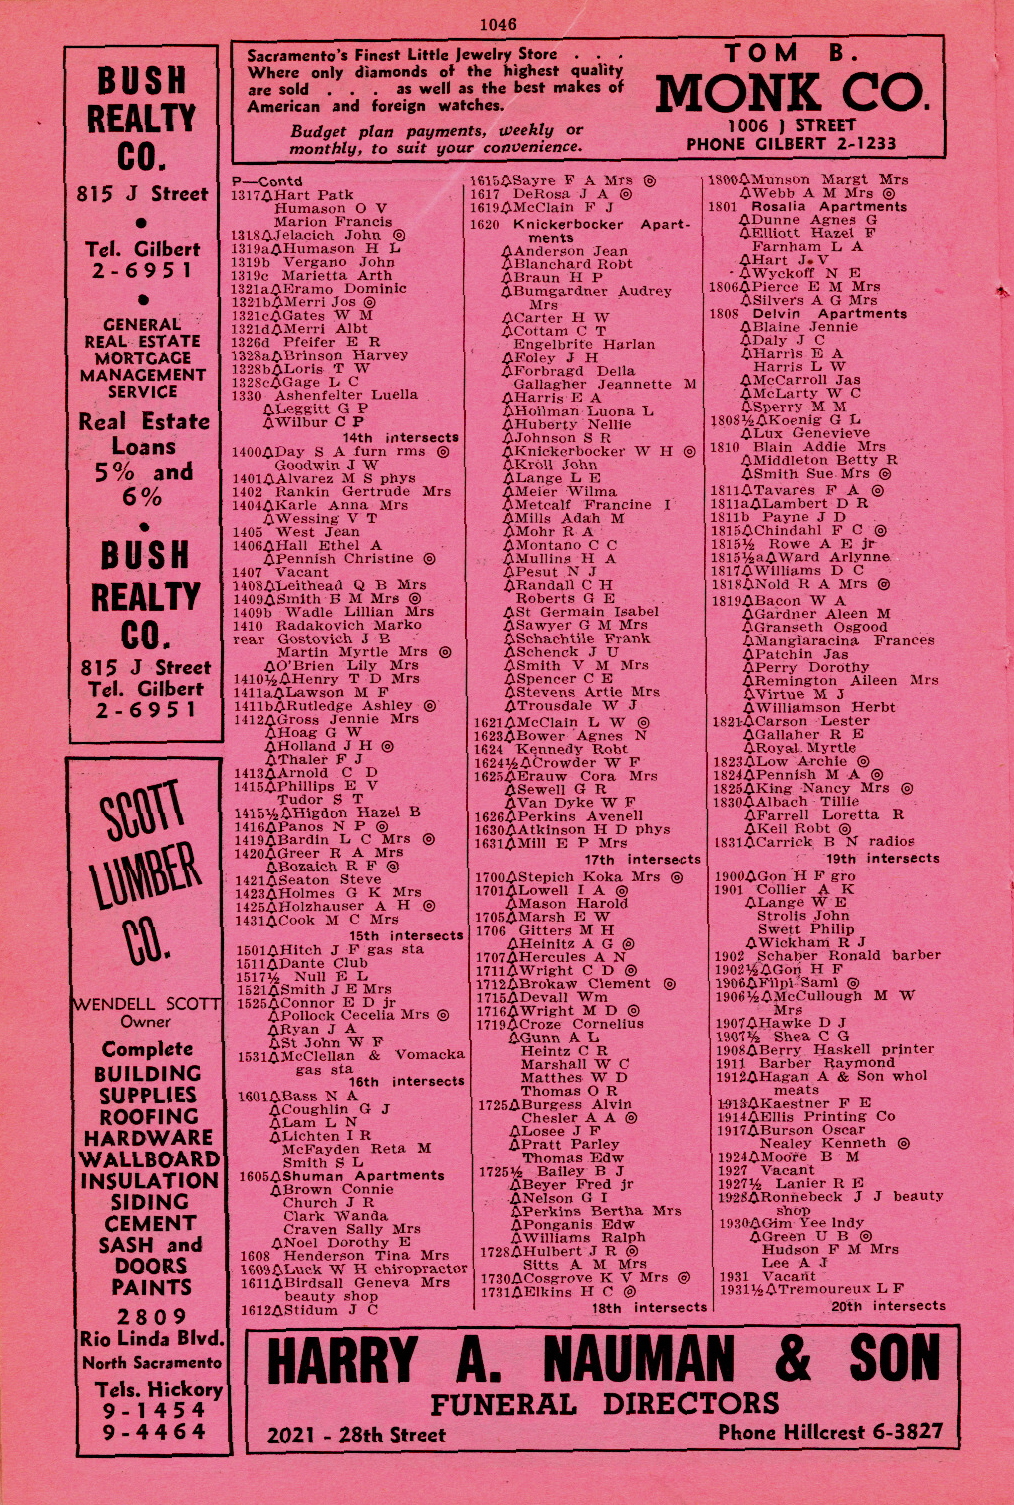 1046
BUSH
REALTY
CO.
815 J Street
•
Tel. Gilbert
2-6951
•
GENERAL
REAL ESTATE
MORTGAGE
MANAGEMENT
SERVICE
Real Estate
Loans
5% and
6%
•
BUSH
REALTY
CO.
815 J Street
Tel. Gilbert
2-6951
SCOTT
LUMBER
CO.
WENDELL SCOTT
Owner
Complete
BUILDING
SUPPLIES
ROOFING
HARDWARE
WALLBOARD
INSULATION
SIDING
CEMENT
SASH and
DOORS
PAINTS
2809
Rio Linda Blvd.
North Sacramento
Tels. Hickory
9-1454
9-4464
Sacramento's Finest Little Jewelry Store . . .
Where only diamonds of the highest quality
are sold . . . as well as the best makes of
American and foreign watches.
Budget plan payments, weekly or
monthly, to suit your convenience.
TOM B.
MONK CO.
1006 J STREET
PHONE GILBERT 2-1233
P—Contd
1317△Hart Patk
Humason O V
Marion Francis
1318△Jelacich John ◎
1319a△Humason H L
1319b Vergano John
1319c Marietta Arth
1321a△Eramo Dominic
1321b△Merri Jos ◎
1321c△Gates W M
1321d△Merri Albt
1326d Pfeifer E R
1328a△Brinson Harvey
1328b△Loris T W
1328c△Gage L C
1330 Ashenfelter Luella
△Leggitt G P
△Wilbur C P
14th intersects
1400△Day S A furn rms ◎
Goodwin J W
1401△Alvarez M S phys
1402 Rankin Gertrude Mrs
1404△Karle Anna Mrs
△Wessing V T
1405 West Jean
1406△Hall Ethel A
△Pennish Christine ◎
1407 Vacant
1408△Leithead Q B Mrs
1409△Smith B M Mrs ◎
1409b Wadle Lillian Mrs
1410 Radakovich Marko
rear Gostovich J B
Martin Myrtle Mrs ◎
△O'Brien Lily Mrs
1410½△Henry T D Mrs
1411a△Lawson M F
1411b△Rutledge Ashley ◎
1412△Gross Jennie Mrs
△Hoag G W
△Holland J H ◎
△Thaler F J
1413△Arnold C D
1415△Phillips E V
Tudor S T
1415½△Higdon Hazel B
1416△Panos N P ◎
1419△Bardin L C Mrs ◎
1420△Greer R A Mrs
△Bozaich R F ◎
1421△Seaton Steve
1423△Holmes G K Mrs
1425△Holzhauser A H ◎
1431△Cook M C Mrs
15th intersects
1501△Hitch J F gas sta
1511△Dante Club
1517½ Null E L
1521△Smith J E Mrs
1525△Connor E D jr
△Pollock Cecelia Mrs ◎
△Ryan J A
△St John W F
1531△McClellan & Vomacka
gas sta
16th intersects
1601△Bass N A
△Coughlin G J
△Lam L N
△Lichten I R
McFayden Reta M
Smith S L
1605△Shuman Apartments
△Brown Connie
Church J R
Clark Wanda
Craven Sally Mrs
△Noel Dorothy E
1608 Henderson Tina Mrs
1609△Luck W H chiropractor
1611△Birdsall Geneva Mrs
beauty shop
1612△Stidum J C
1615△Sayre F A Mrs ◎
1617 DeRosa J A ◎
1619△McClain F J
1620 Knickerbocker Apart-
ments
△Anderson Jean
△Blanchard Robt
△Braun H P
△Bumgardner Audrey
Mrs
△Carter H W
△Cottam C T
Engelbrite Harlan
△Foley J H
△Forbragd Della
Gallagher Jeannette M
△Harris E A
△Hollman Luona L
△Huberty Nellie
△Johnson S R
△Knickerbocker W H ◎
△Kroll John
△Lange L E
△Meier Wilma
△Metcalf Francine I
△Mills Adah M
△Mohr R A
△Montano C C
△Mullins H A
△Pesut N J
△Randall C H
Roberts G E
△St Germain Isabel
△Sawyer G M Mrs
△Schachtile Frank
△Schenck J U
△Smith V M Mrs
△Spencer C E
△Stevens Artie Mrs
△Trousdale W J
1621△McClain L W ◎
1623△Bower Agnes N
1624 Kennedy Robt
1624½△Crowder W F
1625△Erauw Cora Mrs
△Sewell G R
△Van Dyke W F
1626△Perkins Avenell
1630△Atkinson H D phys
1631△Mill E P Mrs
17th intersects
1700△Stepich Koka Mrs ◎
1701△Lowell I A ◎
△Mason Harold
1705△Marsh E W
1706 Gitters M H
△Heinitz A G ◎
1707△Hercules A N
1711△Wright C D ◎
1712△Brokaw Clement ◎
1715△Devall Wm
1716△Wright M D ◎
1719△Croze Cornelius
△Gunn A L
Heintz C R
Marshall W C
Matthes W D
Thomas O R
1725△Burgess Alvin
Chesler A A ◎
△Losee J F
△Pratt Parley
Thomas Edw
1725½ Bailey B J
△Beyer Fred jr
△Nelson G I
△Perkins Bertha Mrs
△Ponganis Edw
△Williams Ralph
1728△Hulbert J R ◎
Sitts A M Mrs
1730△Cosgrove K V Mrs ◎
1731△Elkins H C ◎
18th intersects
1800△Munson Margt Mrs
△Webb A M Mrs ◎
1801 Rosalia Apartments
△Dunne Agnes G
△Elliott Hazel F
Farnham L A
△Hart J V
△Wyckoff N E
1806△Pierce E M Mrs
△Silvers A G Mrs
1808 Delvin Apartments
△Blaine Jennie
△Daly J C
△Harris E A
Harris L W
△McCarroll Jas
△McLarty W C
△Sperry M M
1808½△Koenig G L
△Lux Genevieve
1810 Blain Addie Mrs
△Middleton Betty R
△Smith Sue Mrs ◎
1811△Tavares F A ◎
1811a△Lambert D R
1811b Payne J D
1815△Chindahl F C ◎
1815½ Rowe A E jr
1815½a△Ward Arlynne
1817△Williams D C
1818△Nold R A Mrs ◎
1819△Bacon W A
△Gardner Aleen M
△Granseth Osgood
△Mangiaracina Frances
△Patchin Jas
△Perry Dorothy
△Remington Aileen Mrs
△Virtue M J
△Williamson Herbt
1821△Carson Lester
△Gallaher R E
△Royal Myrtle
1823△Low Archie ◎
1824△Pennish M A ◎
1825△King Nancy Mrs ◎
1830△Albach Tillie
△Farrell Loretta R
△Keil Robt ◎
1831△Carrick B N radios
19th intersects
1900△Gon H F gro
1901 Collier A K
△Lange W E
Strolis John
Swett Philip
△Wickham R J
1902 Schaber Ronald barber
1902½△Gon H F
1906△Filpi Saml ◎
1906½△McCullough M W
Mrs
1907△Hawke D J
1907½ Shea C G
1908△Berry Haskell printer
1911 Barber Raymond
1912△Hagan A & Son whol
meats
1913△Kaestner F E
1914△Ellis Printing Co
1917△Burson Oscar
Nealey Kenneth ◎
1924△Moore B M
1927 Vacant
1927½ Lanier R E
1928△Ronnebeck J J beauty
shop
1930△Gim Yee Indy
△Green U B ◎
Hudson F M Mrs
Lee A J
1931 Vacant
1931½△Tremoureux L F
20th intersects
HARRY A. NAUMAN & SON
FUNERAL DIRECTORS
2021 - 28th Street
Phone Hillcrest 6-3827